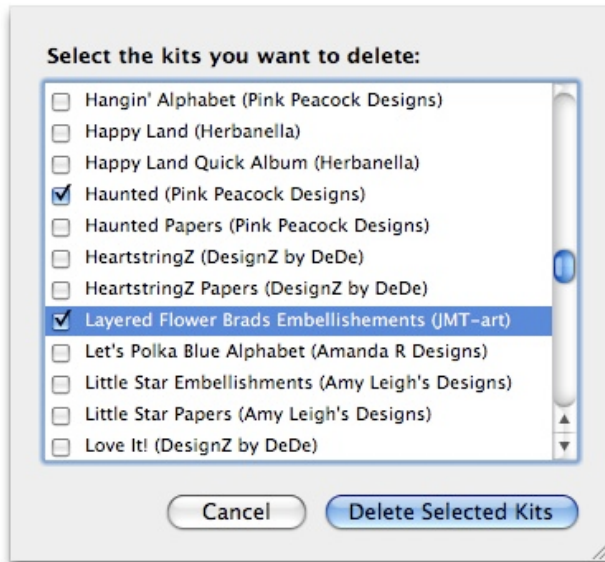 Select the kits you want to delete:
Hangin' Alphabet (Pink Peacock Designs)
Happy Land (Herbanella)
Happy Land Quick Album (Herbanella)
Haunted (Pink Peacock Designs)
Haunted Papers (Pink Peacock Designs)
HeartstringZ (DesignZ by DeDe)
HeartstringZ Papers (DesignZ by DeDe)
Layered Flower Brads Embellishements (JMT-art)
Let's Polka Blue Alphabet (Amanda R Designs)
Little Star Embellishments (Amy Leigh's Designs)
Little Star Papers (Amy Leigh's Designs)
Love It! (DesignZ by DeDe)
Cancel Delete Selected Kits